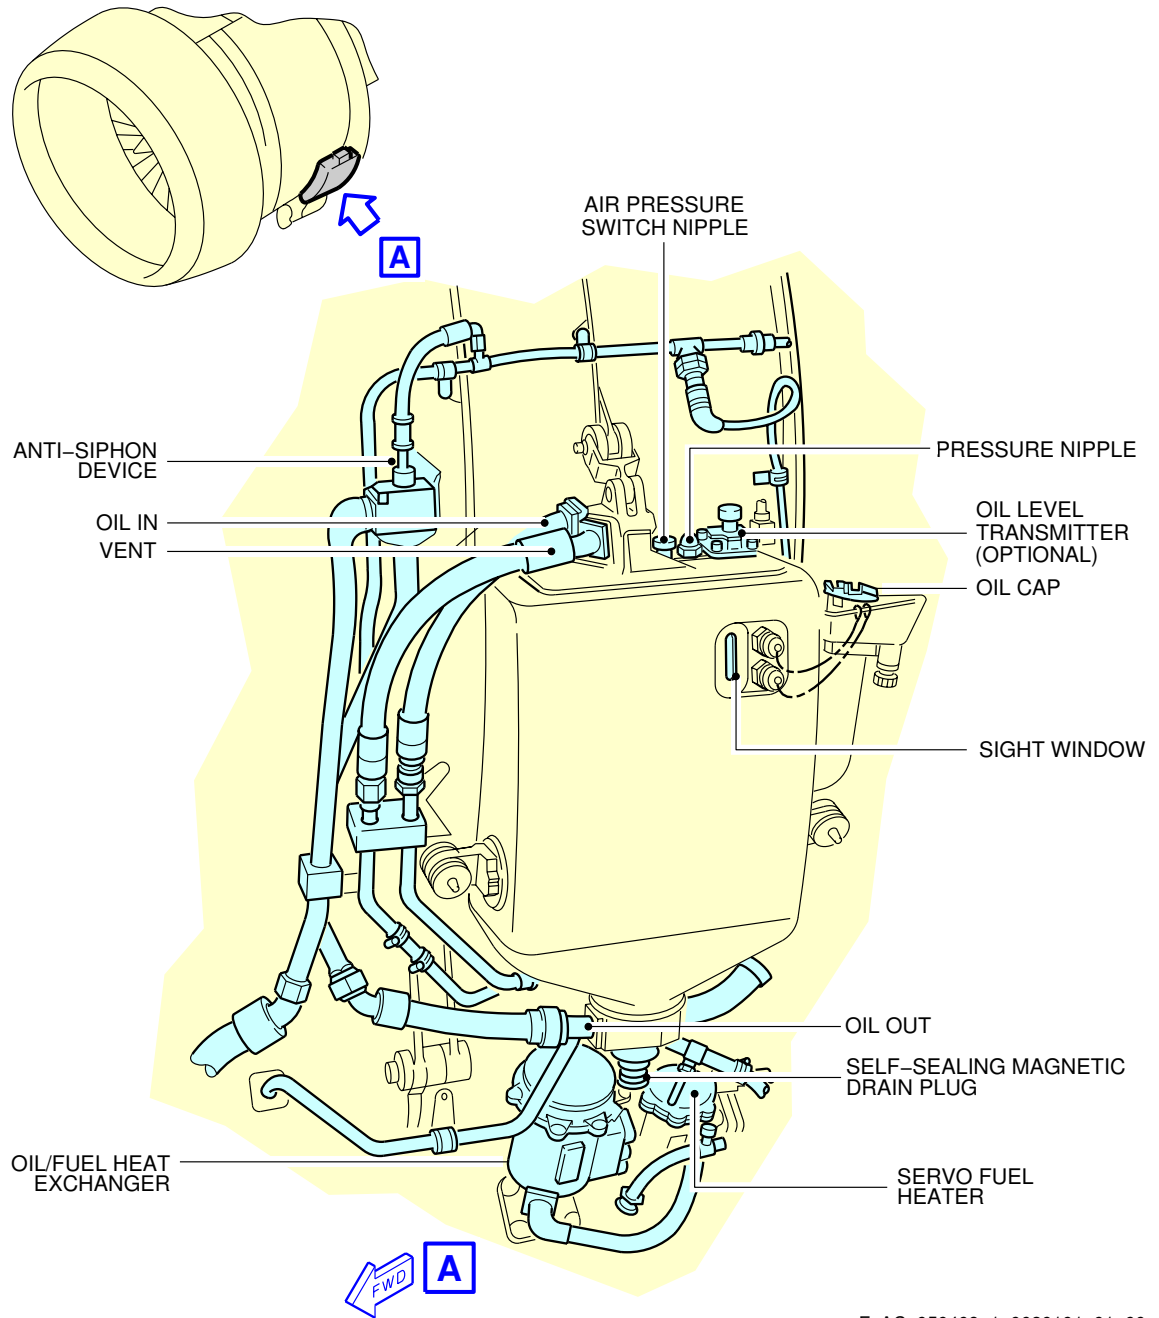 A
AIR PRESSURE
SWITCH NIPPLE
ANTI–SIPHON
DEVICE
PRESSURE NIPPLE
OIL IN
VENT
OIL LEVEL
TRANSMITTER
(OPTIONAL)
OIL CAP
SIGHT WINDOW
OIL OUT
SELF–SEALING MAGNETIC
DRAIN PLUG
OIL/FUEL HEAT
EXCHANGER
SERVO FUEL
HEATER
FWD
A